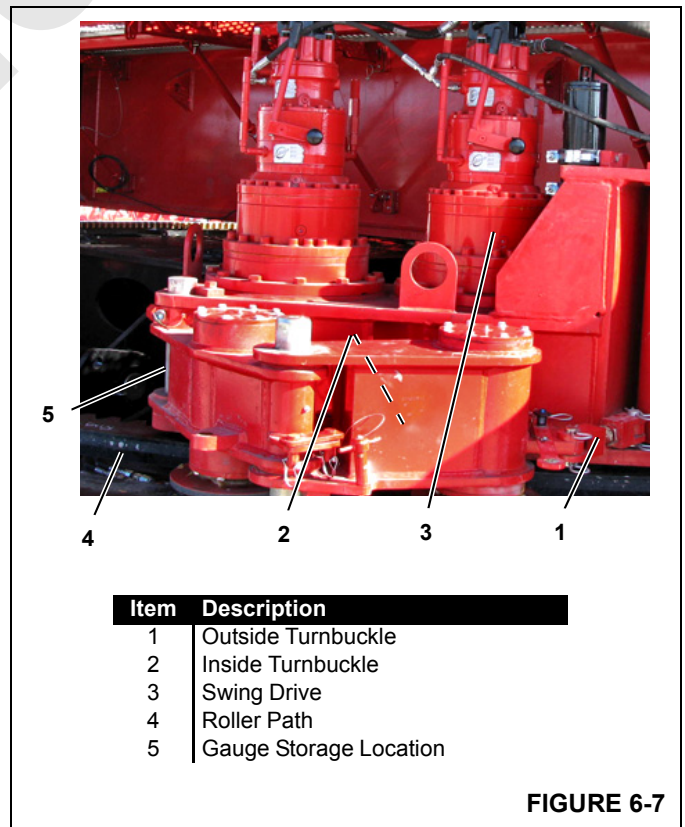 5
4
2
3
1
Item Description
1 Outside Turnbuckle
2 Inside Turnbuckle
3 Swing Drive
4 Roller Path
5 Gauge Storage Location
FIGURE 6-7